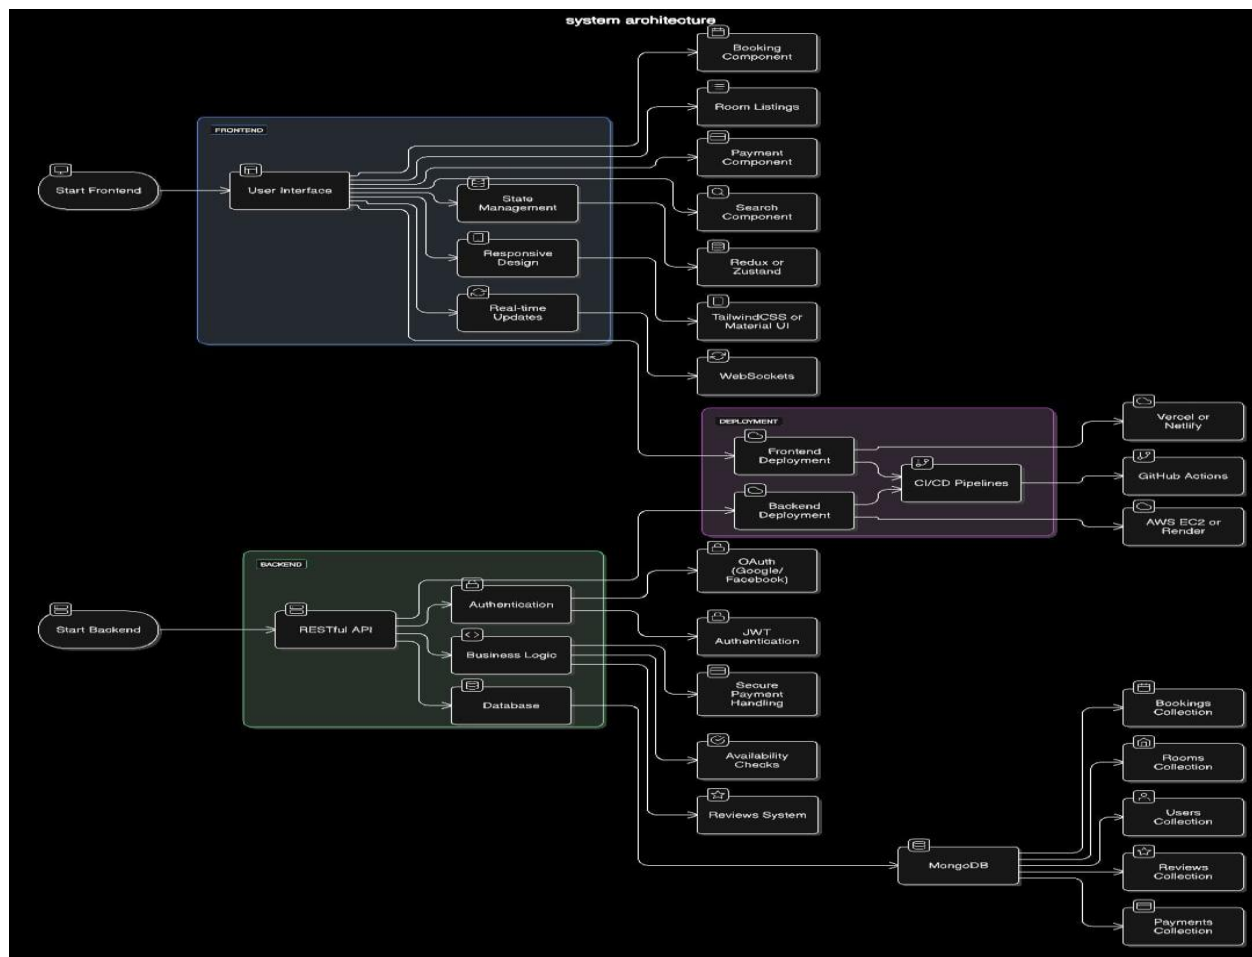 system architecture
Booking
Component
Room Listings
FRONTEND
Payment
Component
Start Frontend
User Interface
State
Management
Search
Component
Responsive
Design
Redux or
Zustand
Real-time
Updates
TailwindCSS or
Material UI
WebSockets
DEPLOYMENT
Vercel or
Netlify
Frontend
Deployment
CI/CD Pipelines
GitHub Actions
Backend
Deployment
AWS EC2 or
Render
BACKEND
OAuth
(Google/
Facebook)
Authentication
Start Backend
RESTful API
JWT
Authentication
Business Logic
Secure
Payment
Handling
Database
Bookings
Collection
Availability
Checks
Rooms
Collection
Reviews System
Users
Collection
MongoDB
Reviews
Collection
Payments
Collection